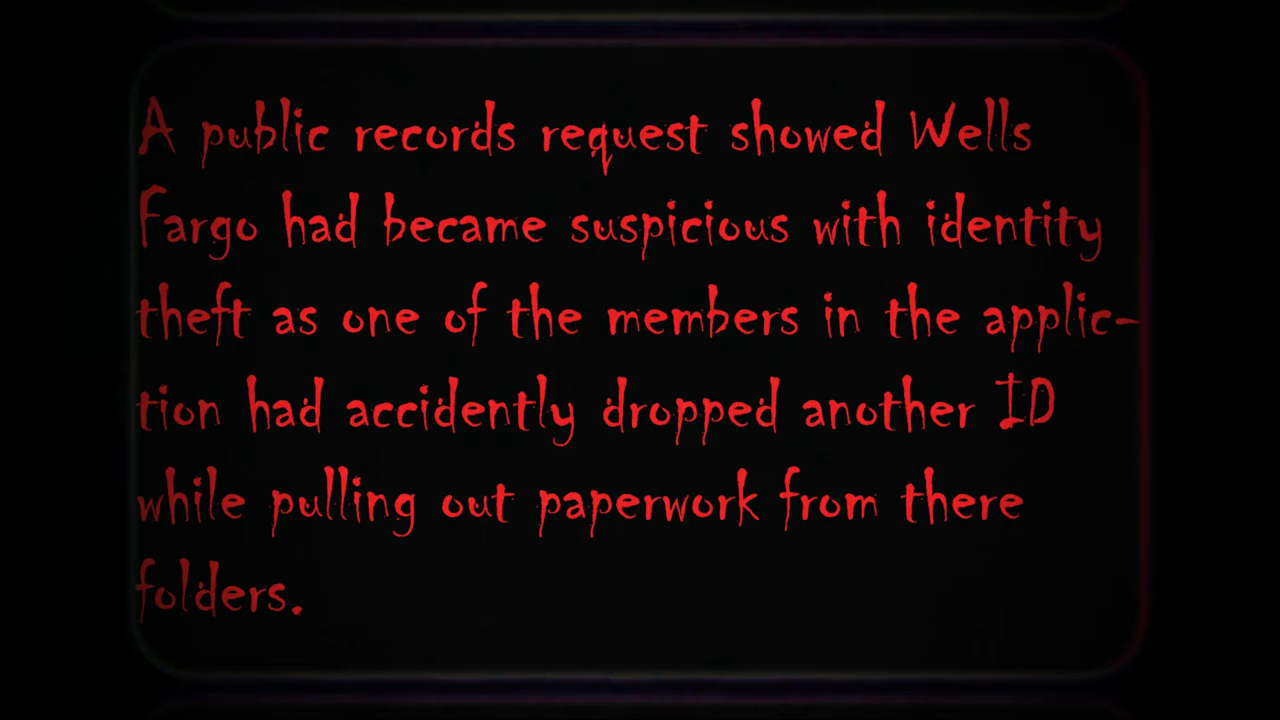 A public records request showed Wells
Fargo had became suspicious with identity
theft as one of the members in the applic-
tion had accidently dropped another ID
while pulling out paperwork from there
folders.